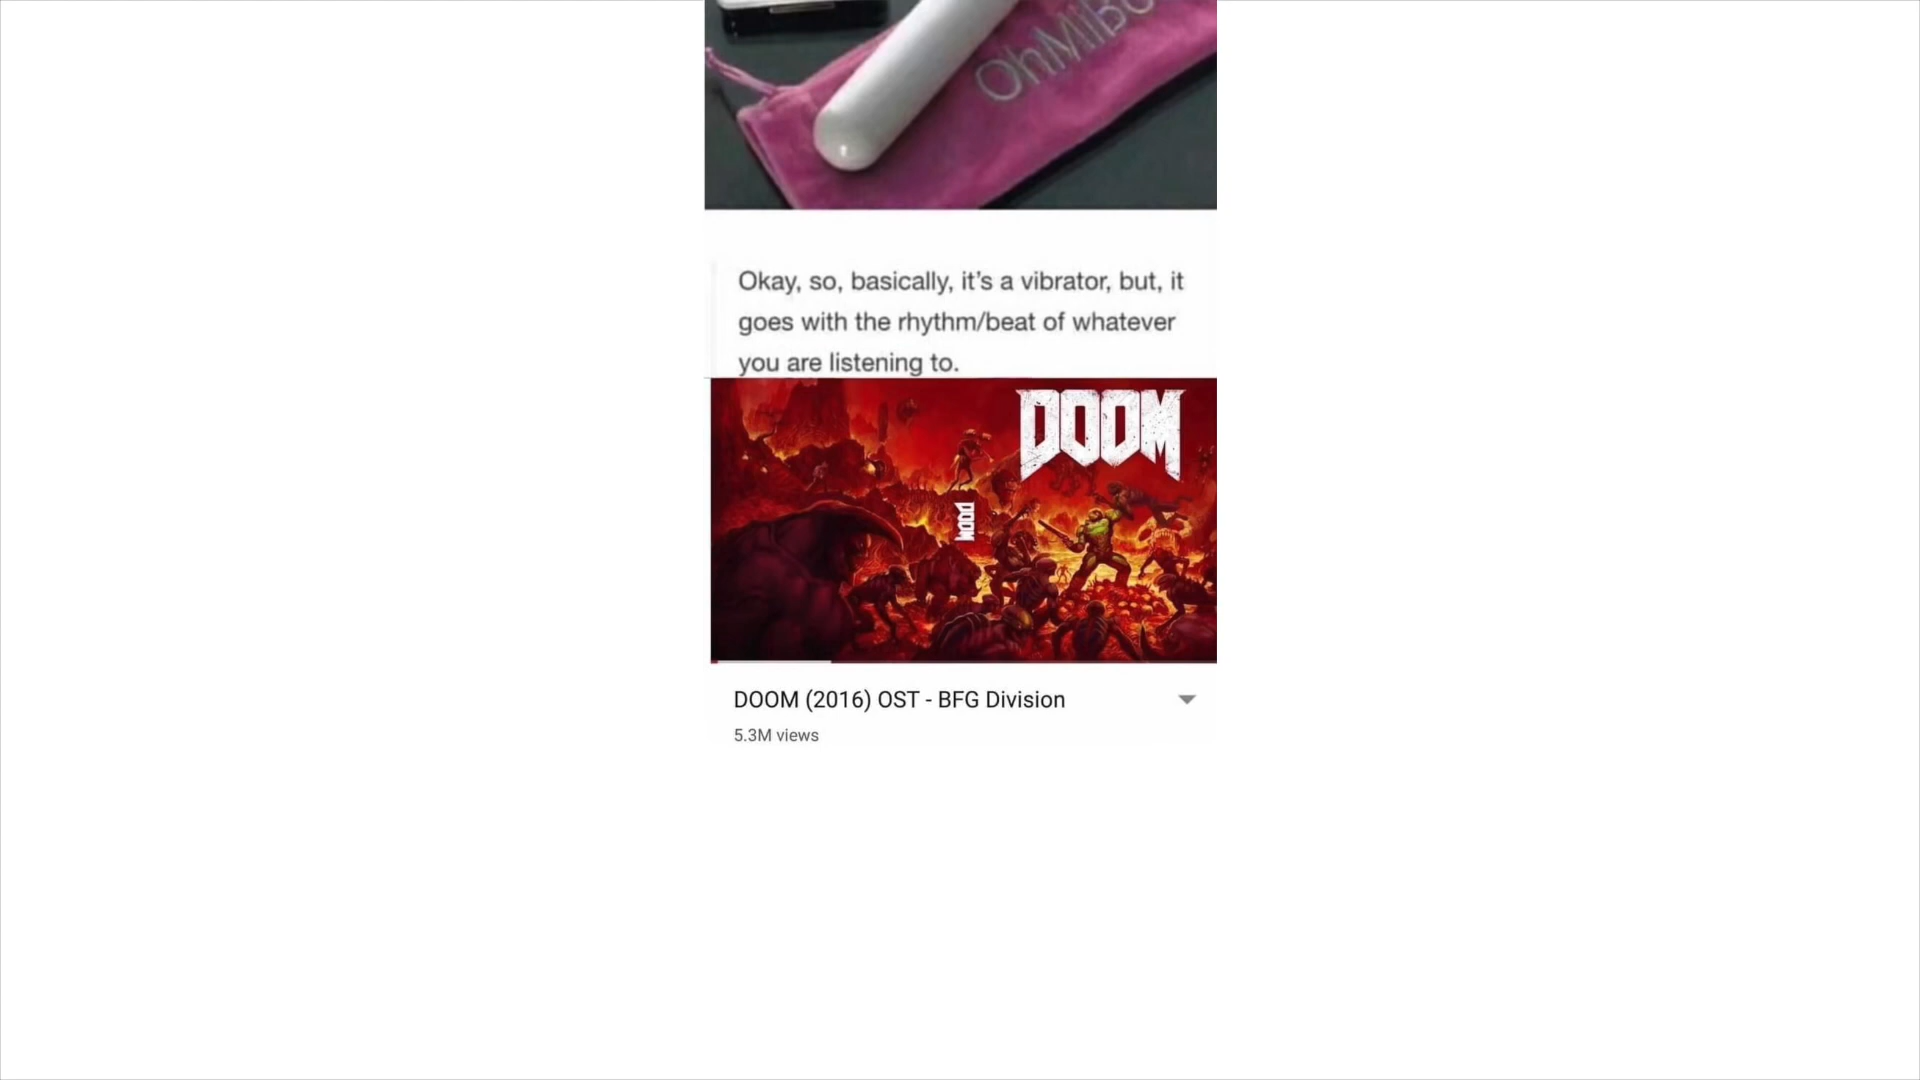 OhMiBo
Okay, so, basically, it's a vibrator, but, it
goes with the rhythm/beat of whatever
you are listening to.
DOOM
DOOM
DOOM (2016) OST - BFG Division
5.3M views